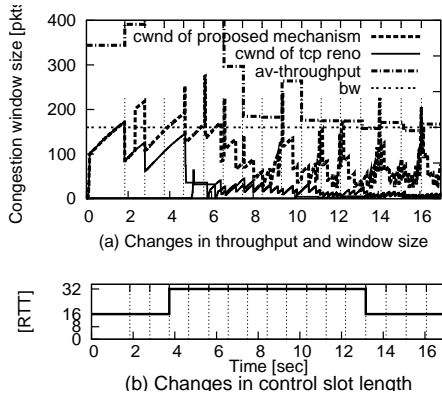 Congestion window size [pkts
400
300
200
100
0
cwnd of proposed mechanism
cwnd of tcp reno
av-throughput
bw
0 2 4 6 8 10 12 14 16
(a) Changes in throughput and window size
[RTT]
32
16
8
0
0 2 4 6 8 10 12 14 16
Time [sec]
(b) Changes in control slot length